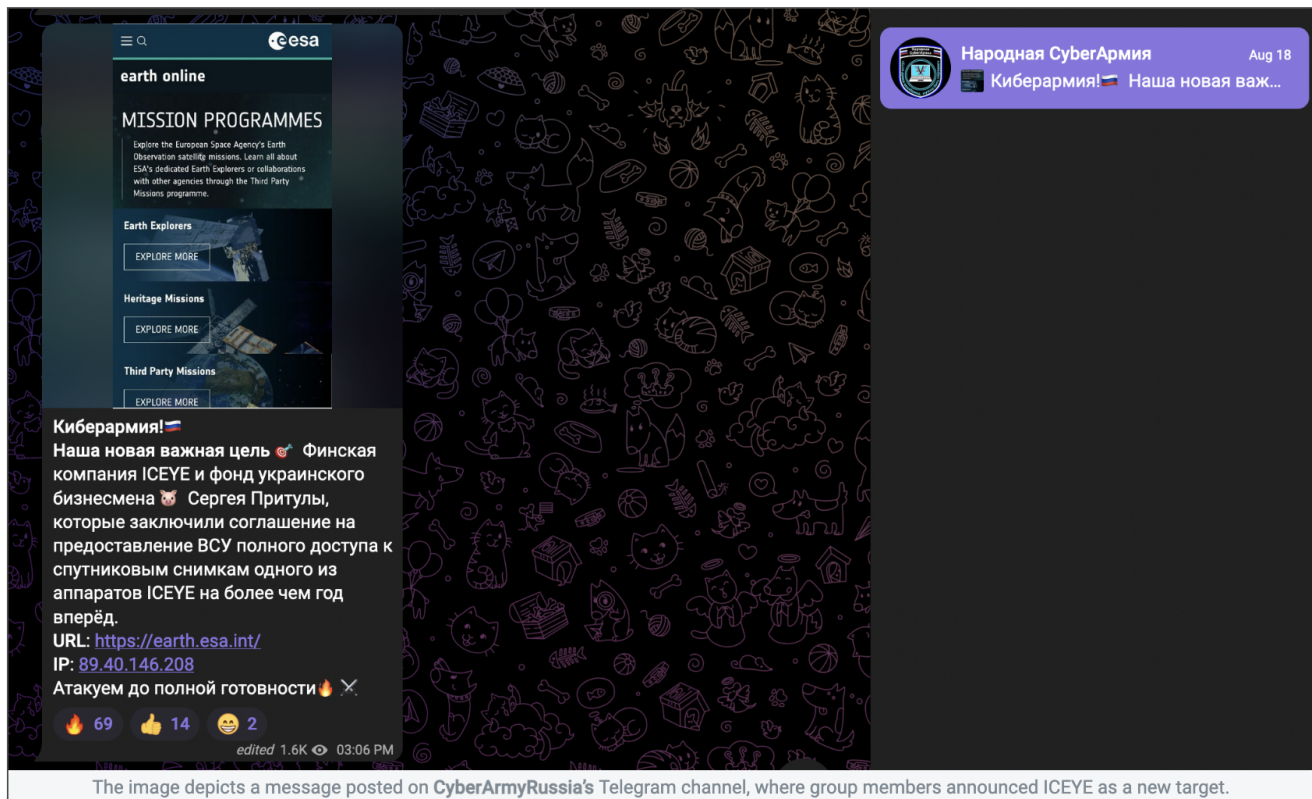 esa
earth online
MISSION PROGRAMMES
Explore the European Space Agency's Earth
Observation satellite missions. Learn all about
ESA's dedicated Earth Explorers or collaborations
with other agencies through the Third Party
Missions programme.
Earth Explorers
EXPLORE MORE
Heritage Missions
EXPLORE MORE
Third Party Missions
EXPLORE MORE
Киберармия!🇷🇺
Наша новая важная цель 🎯 Финская
компания ICEYE и фонд украинского
бизнесмена 🐷 Сергея Притулы,
которые заключили соглашение на
предоставление ВСУ полного доступа к
спутниковым снимкам одного из
аппаратов ICEYE на более чем год
вперёд.
URL: https://earth.esa.int/
IP: 89.40.146.208
Атакуем до полной готовности🔥⚔
🔥 69 👍 14 😁 2
edited 1.6K 03:06 PM
Народная CyberАрмия Aug 18
Киберармия!🇷🇺 Наша новая важ...
The image depicts a message posted on CyberArmyRussia's Telegram channel, where group members announced ICEYE as a new target.